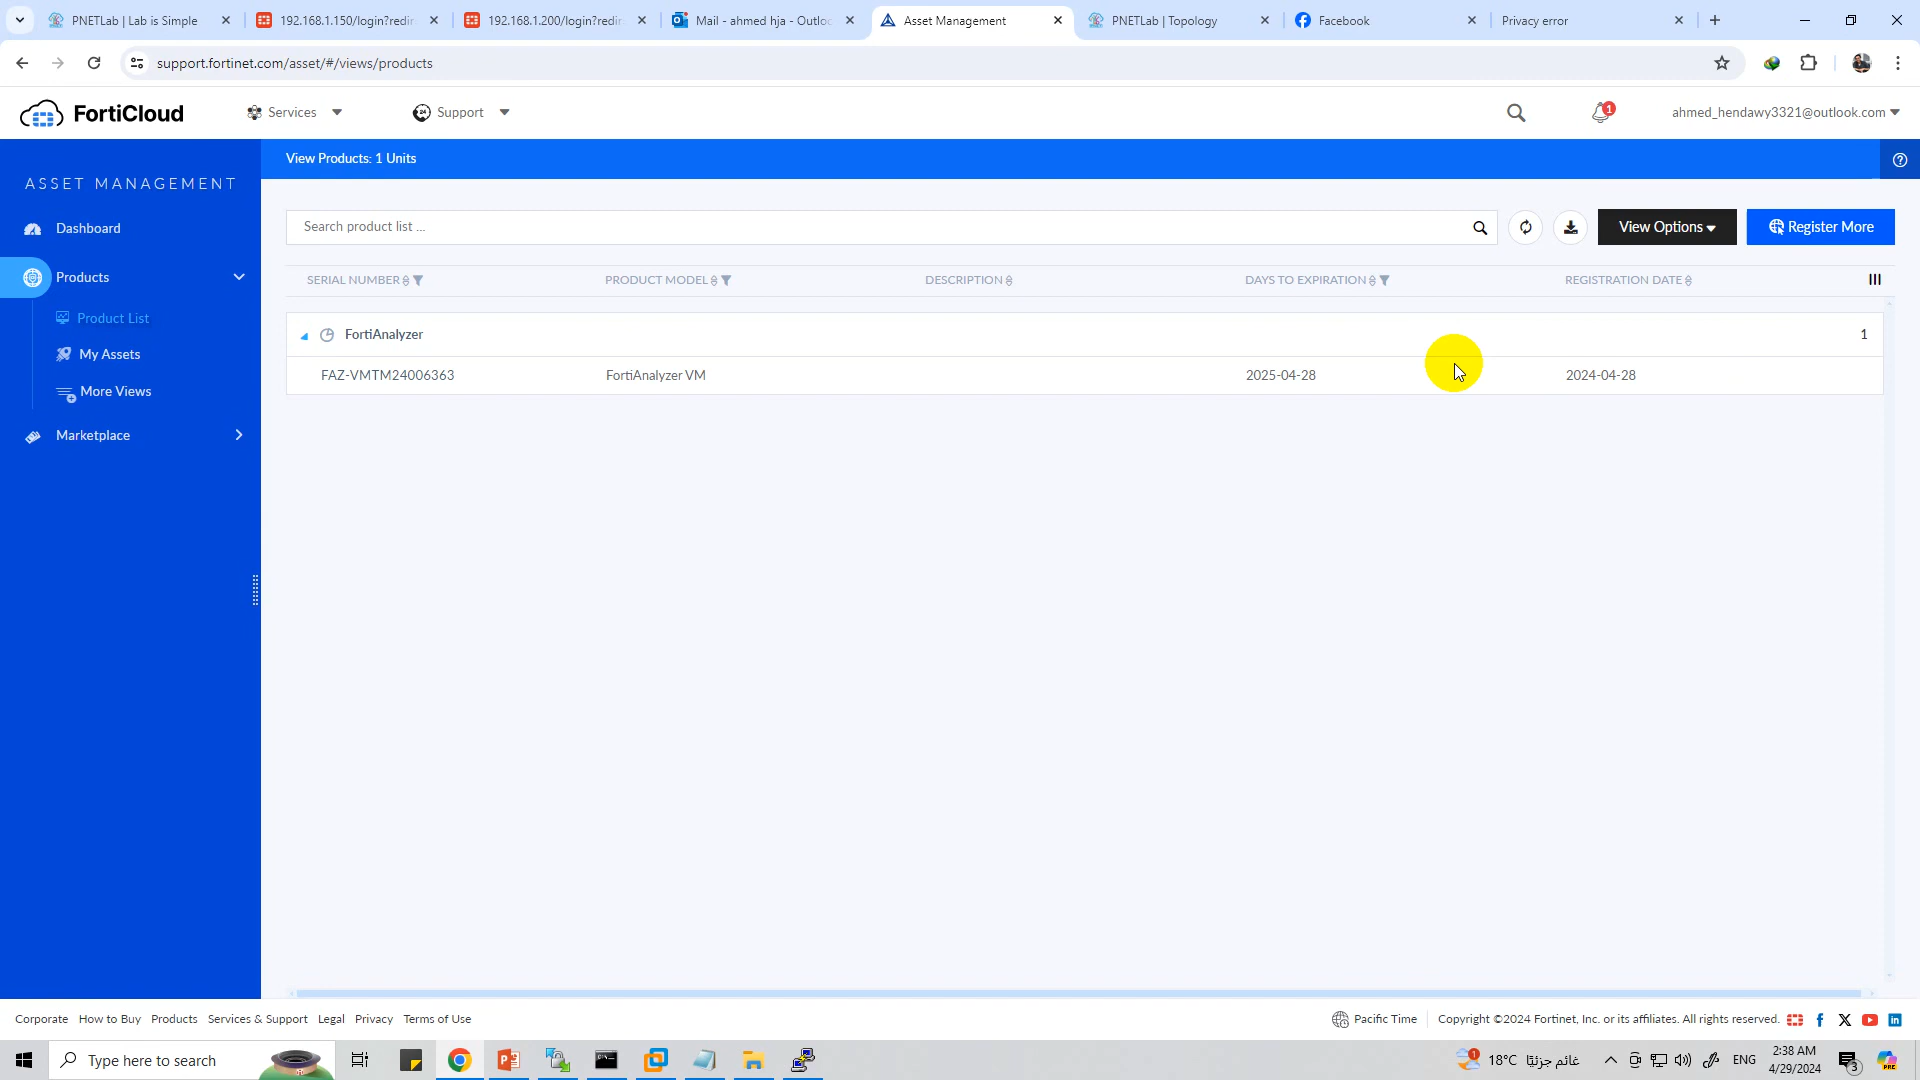 PNETLab | Lab is Simple
192.168.1.150/login?redir
192.168.1.200/login?redir
Mail - ahmed hja - Outloo
Asset Management
PNETLab | Topology
Facebook
Privacy error
support.fortinet.com/asset/#/views/products
FortiCloud
Services
Support
1
ahmed_hendawy3321@outlook.com
ASSET MANAGEMENT
Dashboard
Products
Product List
My Assets
More Views
Marketplace
View Products: 1 Units
Search product list ...
View Options
Register More
SERIAL NUMBER
PRODUCT MODEL
DESCRIPTION
DAYS TO EXPIRATION
REGISTRATION DATE
FortiAnalyzer
1
FAZ-VMTM24006363
FortiAnalyzer VM
2025-04-28
2024-04-28
Corporate
How to Buy
Products
Services & Support
Legal
Privacy
Terms of Use
Pacific Time
Copyright ©2024 Fortinet, Inc. or its affiliates. All rights reserved.
Type here to search
1
18°C
غائم جزئيًا
ENG
2:38 AM
4/29/2024
3